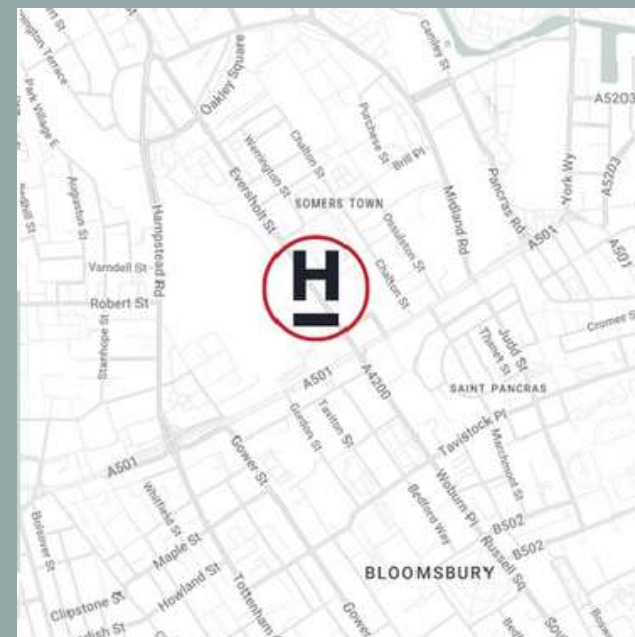 Oakley Square
Camley St
A5203
Park Village E
Purchese St
Chalton St
Werrington St
Brill Pl
Pancras Rd
York Wy
A5203
Augustus St
Redhill St
Eversholt St
SOMERS TOWN
Midland Rd
Hampstead Rd
Ossulston St
A501
A501
Varndell St
Chalton St
H
Robert St
Stanhope St
Cromer S
Judd St
Thanet St
A501
A4200
SAINT PANCRAS
Gordon St
Taviton St
Tavistock Pl
Marchmont St
A501
Gower St
Whitfield St
Bedford Way
Woburn Pl
B502
Bolsover St
Maple St
Russell Sq
B502
Howland St
Tottenham
BLOOMSBURY
Clipstone St
Gower